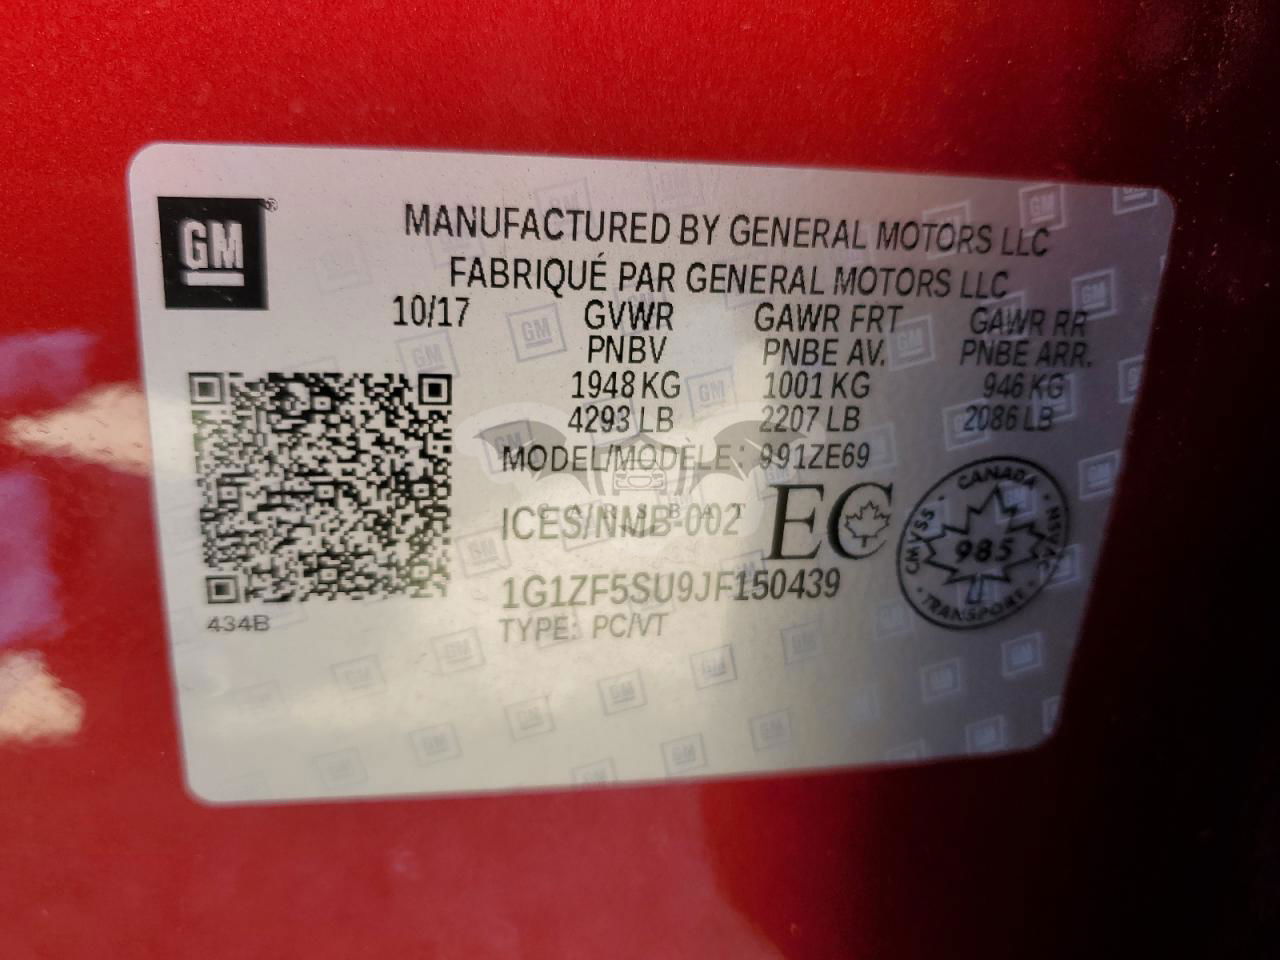 GM®
MANUFACTURED BY GENERAL MOTORS LLC
FABRIQUÉ PAR GENERAL MOTORS LLC
10/17 GVWR GAWR FRT GAWR RR
PNBV PNBE AV. PNBE ARR.
1948 KG 1001 KG 946 KG
4293 LB 2207 LB 2086 LB
MODEL/MODÈLE: 991ZE69
CARSBAT
ICES/NMB-002 EC
1G1ZF5SU9JF150439
TYPE: PC/VT
434B
CANADA
CMVSS NSVAC
985
TRANSPORT